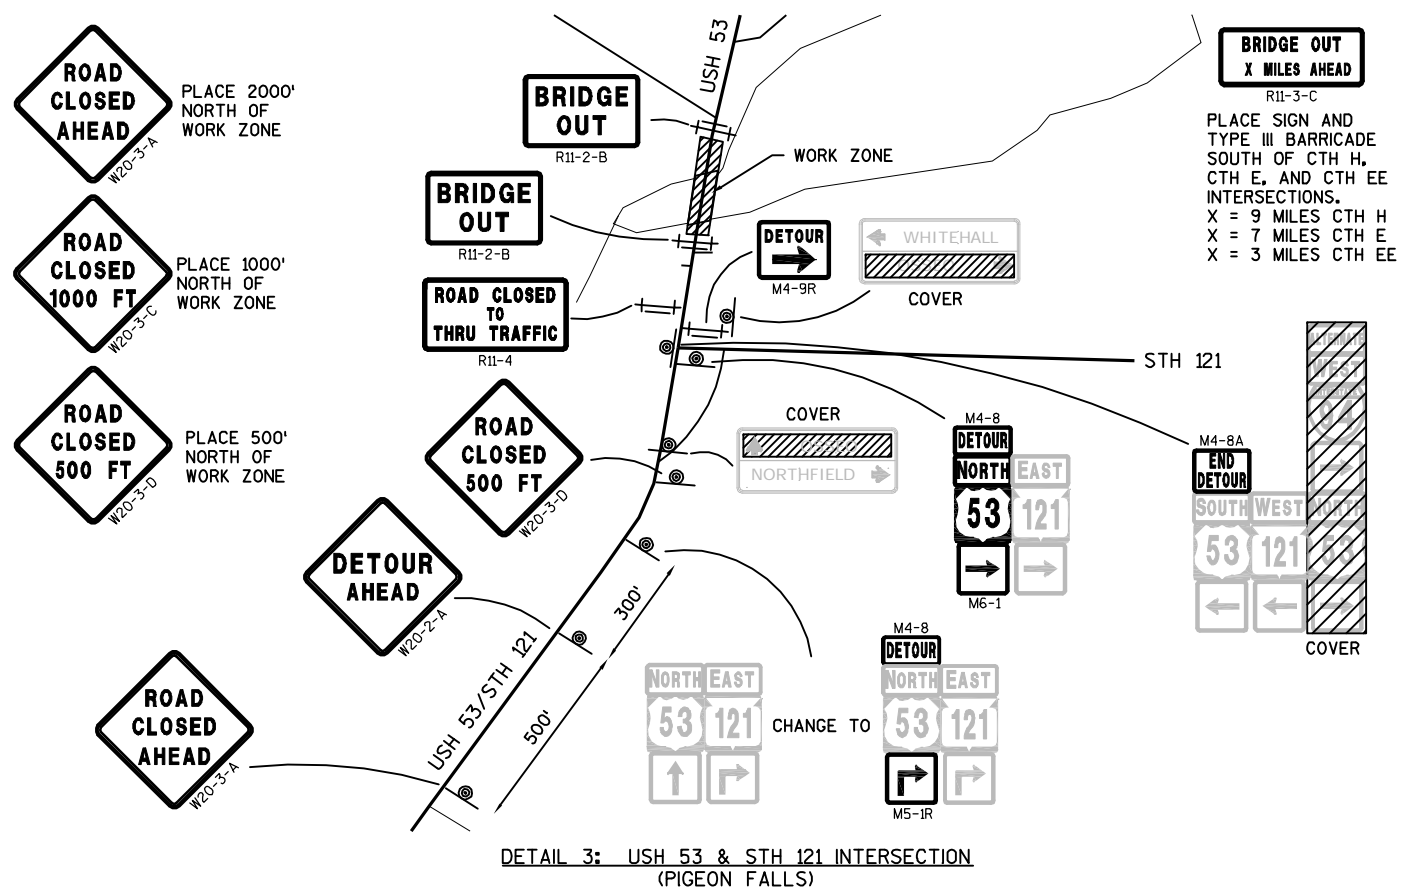 ROAD
CLOSED
AHEAD
W20-3-A
PLACE 2000'
NORTH OF
WORK ZONE
ROAD
CLOSED
1000 FT
W20-3-C
PLACE 1000'
NORTH OF
WORK ZONE
ROAD
CLOSED
500 FT
W20-3-D
PLACE 500'
NORTH OF
WORK ZONE
USH 53
BRIDGE
OUT
R11-2-B
BRIDGE
OUT
R11-2-B
WORK ZONE
ROAD CLOSED
TO
THRU TRAFFIC
R11-4
DETOUR
M4-9R
WHITEHALL
COVER
BRIDGE OUT
X MILES AHEAD
R11-3-C
PLACE SIGN AND
TYPE III BARRICADE
SOUTH OF CTH H,
CTH E, AND CTH EE
INTERSECTIONS.
X = 9 MILES CTH H
X = 7 MILES CTH E
X = 3 MILES CTH EE
STH 121
ROAD
CLOSED
500 FT
W20-3-D
COVER
NORTHFIELD
M4-8
DETOUR
NORTH EAST
53 121
M6-1
M4-8A
END
DETOUR
SOUTH WEST NORTH
53 121 53
ALTERNATE
WEST
94
COVER
DETOUR
AHEAD
W20-2-A
ROAD
CLOSED
AHEAD
W20-3-A
USH 53/STH 121
300'
500'
NORTH EAST
53 121
CHANGE TO
M4-8
DETOUR
NORTH EAST
53 121
M5-1R
DETAIL 3: USH 53 & STH 121 INTERSECTION
(PIGEON FALLS)